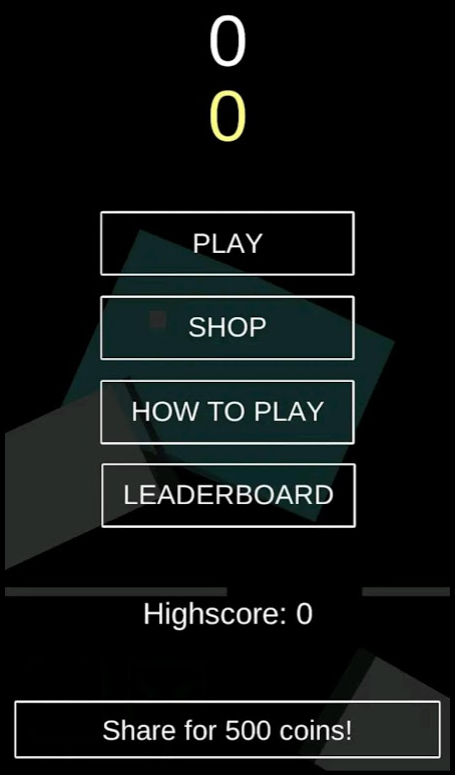 0
0
PLAY
SHOP
HOW TO PLAY
LEADERBOARD
Highscore: 0
Share for 500 coins!